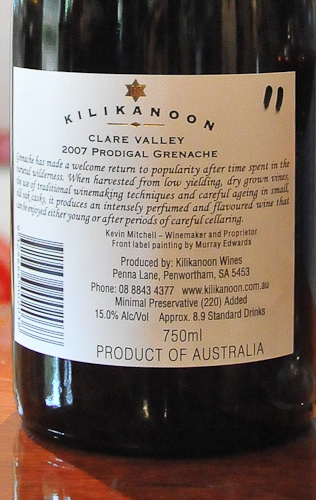 KILIKANOON
CLARE VALLEY
2007 PRODIGAL GRENACHE
Grenache has made a welcome return to popularity after time spent in the
varietal wilderness. When harvested from low yielding, dry grown vines,
the use of traditional winemaking techniques and careful ageing in small,
old oak casks, it produces an intensely perfumed and flavoured wine that
can be enjoyed either young or after periods of careful cellaring.
Kevin Mitchell – Winemaker and Proprietor
Front label painting by Murray Edwards
Produced by: Kilikanoon Wines
Penna Lane, Penwortham, SA 5453
Phone: 08 8843 4377 www.kilikanoon.com.au
Minimal Preservative (220) Added
15.0% Alc/Vol Approx. 8.9 Standard Drinks
750ml
PRODUCT OF AUSTRALIA